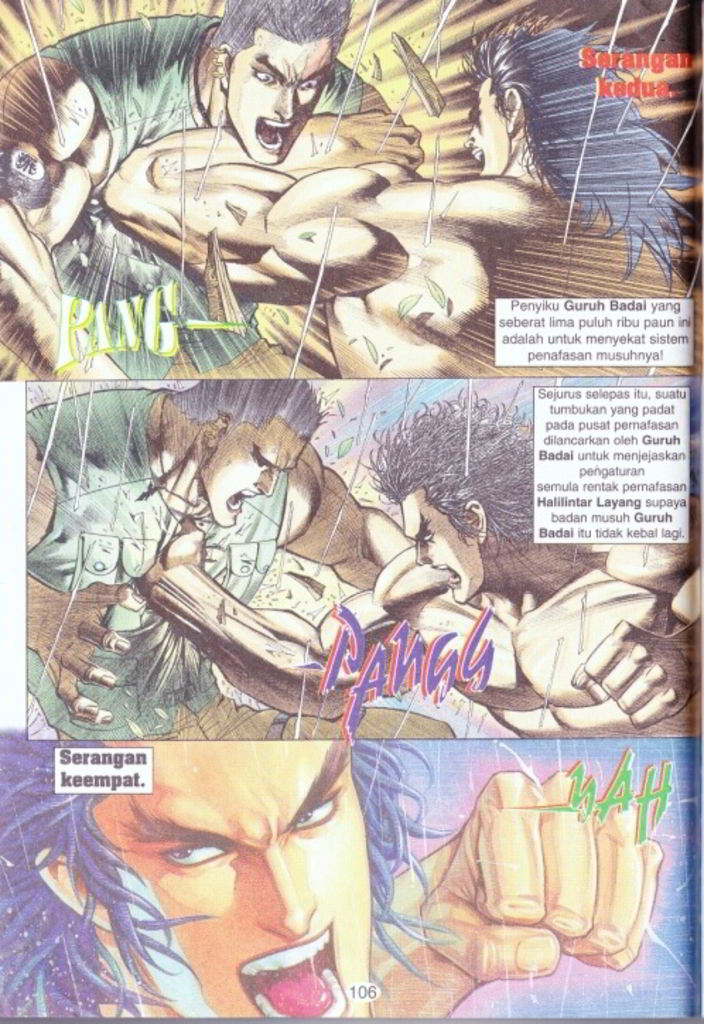 Serangan
kedua.
PANG
Penyiku Guruh Badai yang
seberat lima puluh ribu paun ini
adalah untuk menyekat sistem
penafasan musuhnya!
Sejurus selepas itu, suatu
tumbukan yang padat
pada pusat pernafasan
dilancarkan oleh Guruh
Badai untuk menjejaskan
pengaturan
semula rentak pernafasan
Halilintar Layang supaya
badan musuh Guruh
Badai itu tidak kebal lagi.
PANGG
Serangan
keempat.
YAH
106